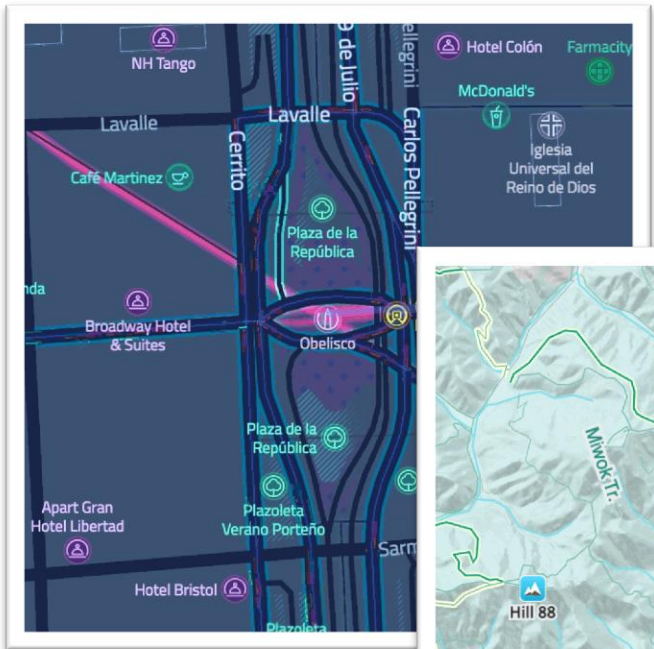 NH Tango
Hotel Colón
Farmacity
McDonald's
Lavalle
Lavalle
9 de Julio
Pellegrini
Cerrito
Carlos Pellegrini
Iglesia
Universal del
Reino de Dios
Café Martinez
Plaza de la
República
nda
Broadway Hotel
& Suites
Obelisco
Plaza de la
República
Apart Gran
Hotel Libertad
Plazoleta
Verano Porteño
Sarm
Hotel Bristol
Plazoleta
Miwok Tr.
Hill 88